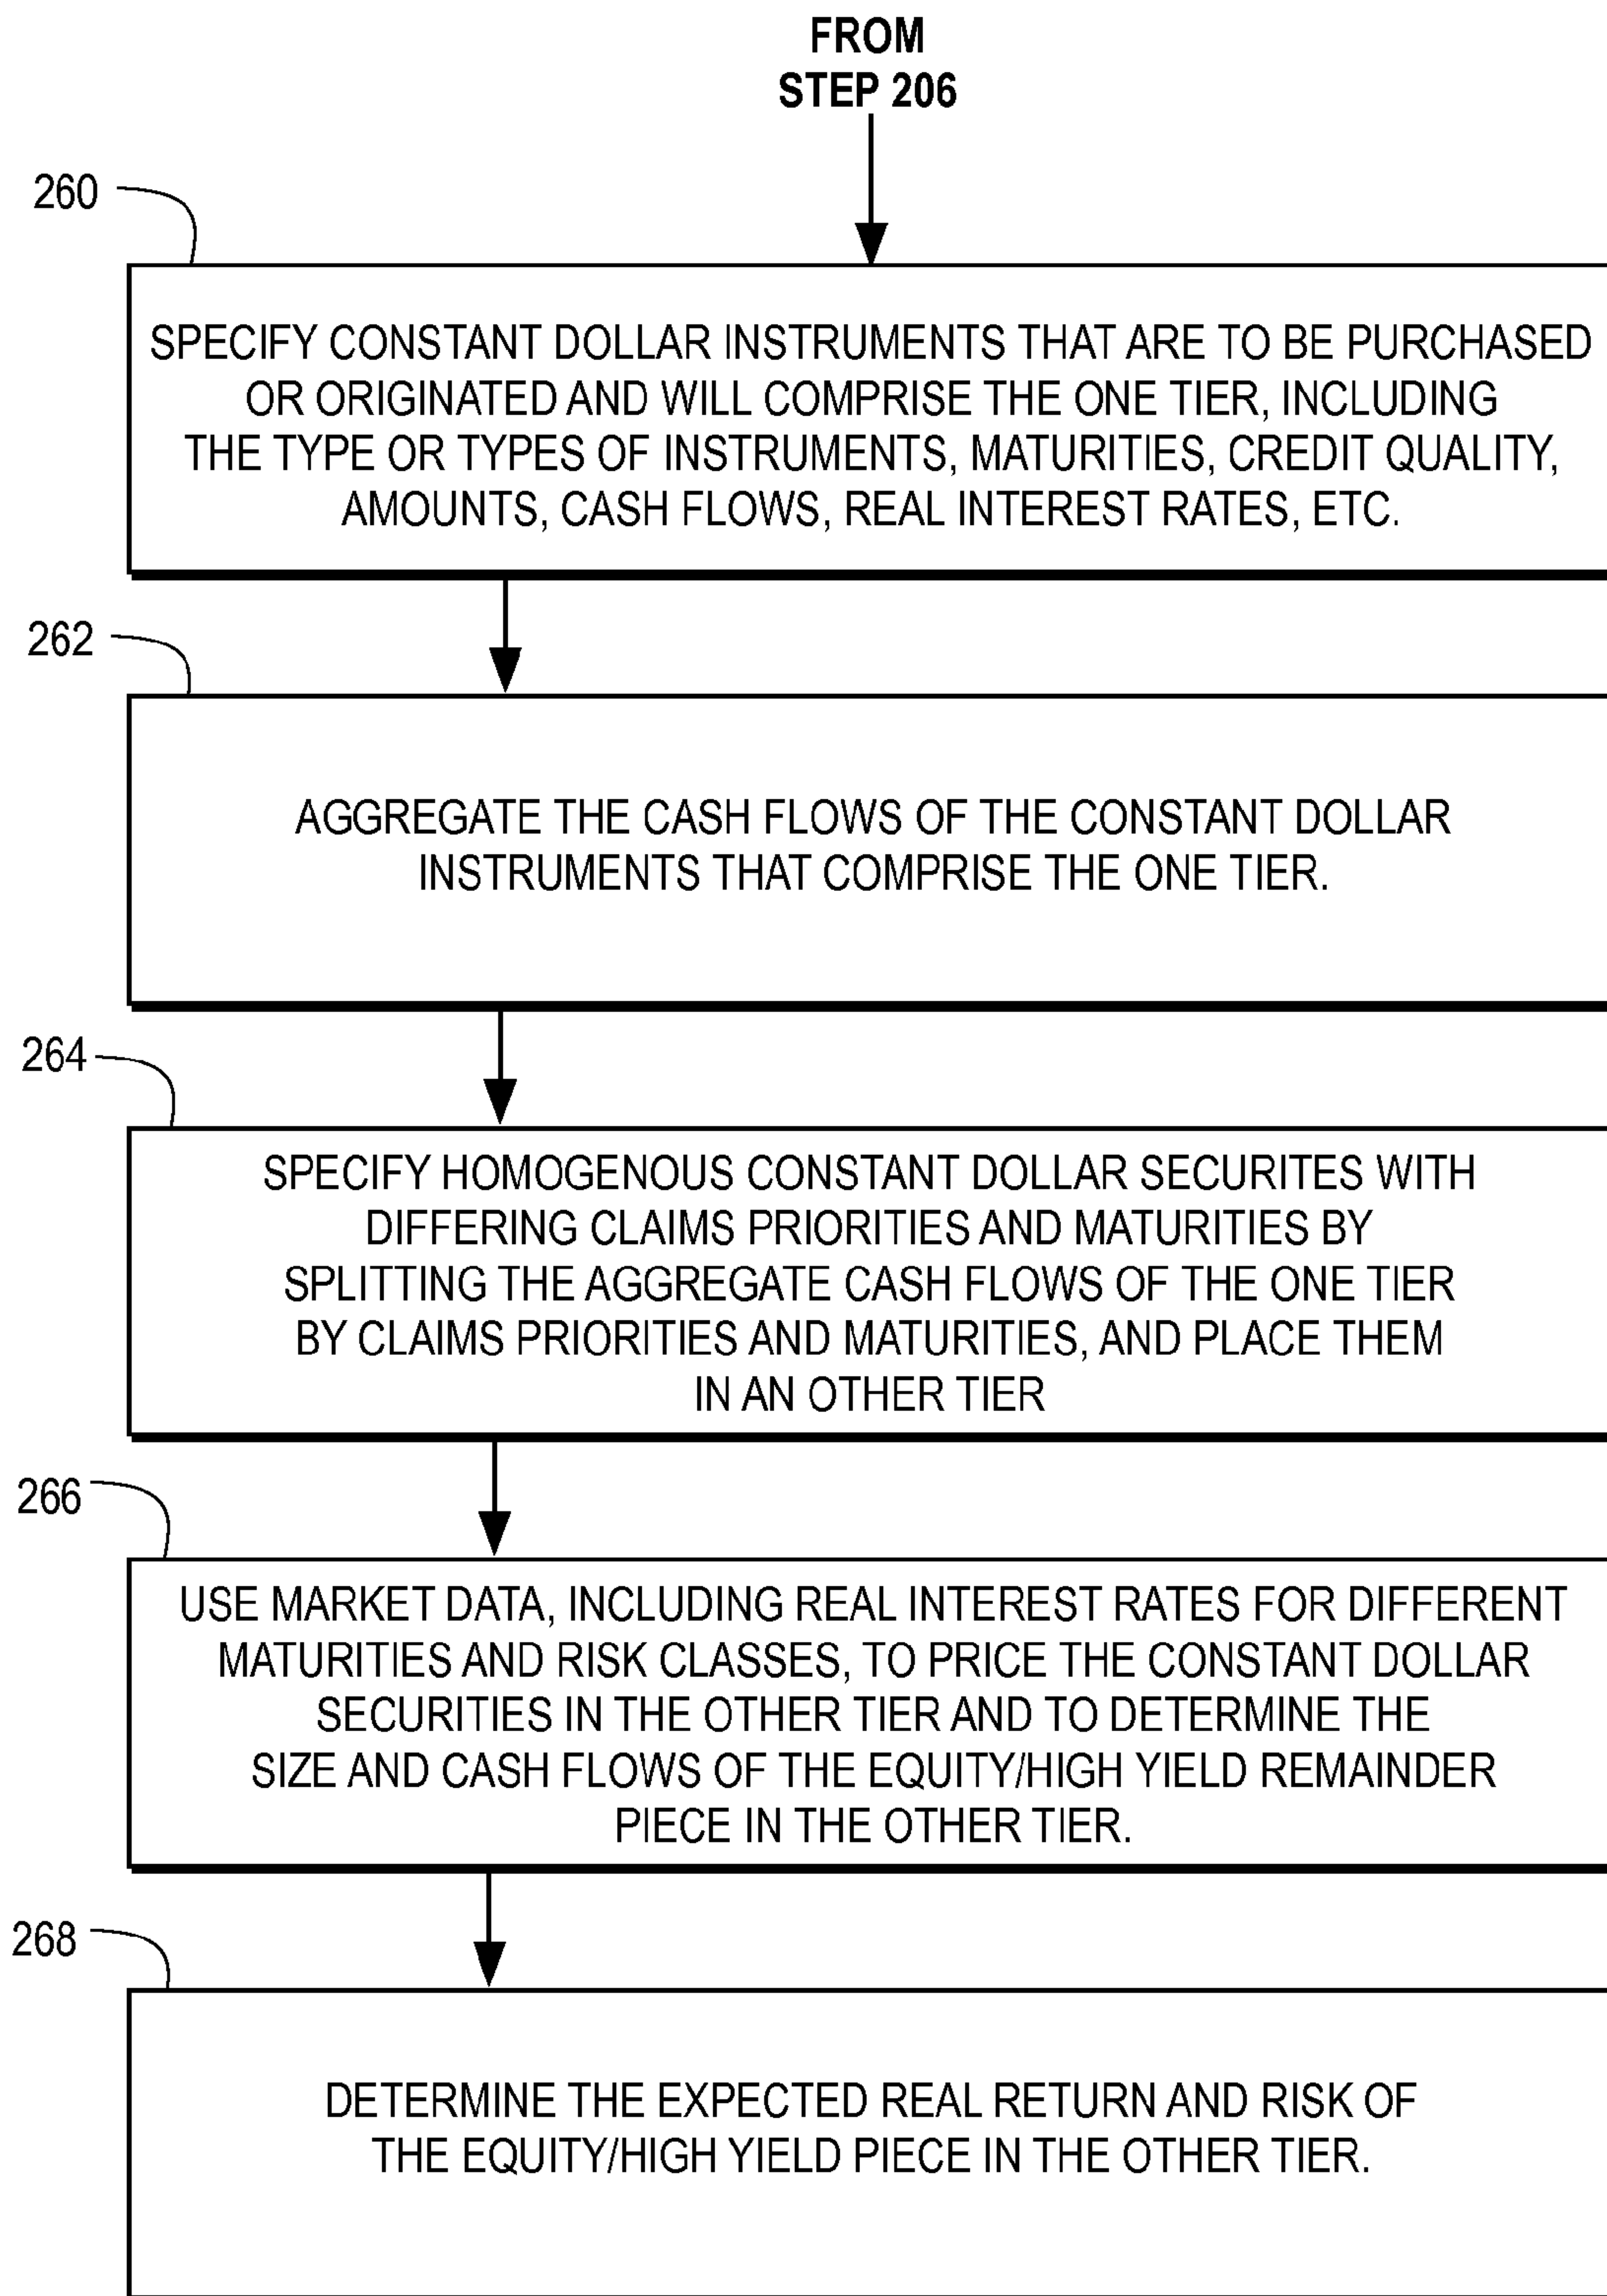 FROM
STEP 206
260
SPECIFY CONSTANT DOLLAR INSTRUMENTS THAT ARE TO BE PURCHASED
OR ORIGINATED AND WILL COMPRISE THE ONE TIER, INCLUDING
THE TYPE OR TYPES OF INSTRUMENTS, MATURITIES, CREDIT QUALITY,
AMOUNTS, CASH FLOWS, REAL INTEREST RATES, ETC.
262
AGGREGATE THE CASH FLOWS OF THE CONSTANT DOLLAR
INSTRUMENTS THAT COMPRISE THE ONE TIER.
264
SPECIFY HOMOGENOUS CONSTANT DOLLAR SECURITES WITH
DIFFERING CLAIMS PRIORITIES AND MATURITIES BY
SPLITTING THE AGGREGATE CASH FLOWS OF THE ONE TIER
BY CLAIMS PRIORITIES AND MATURITIES, AND PLACE THEM
IN AN OTHER TIER
266
USE MARKET DATA, INCLUDING REAL INTEREST RATES FOR DIFFERENT
MATURITIES AND RISK CLASSES, TO PRICE THE CONSTANT DOLLAR
SECURITIES IN THE OTHER TIER AND TO DETERMINE THE
SIZE AND CASH FLOWS OF THE EQUITY/HIGH YIELD REMAINDER
PIECE IN THE OTHER TIER.
268
DETERMINE THE EXPECTED REAL RETURN AND RISK OF
THE EQUITY/HIGH YIELD PIECE IN THE OTHER TIER.